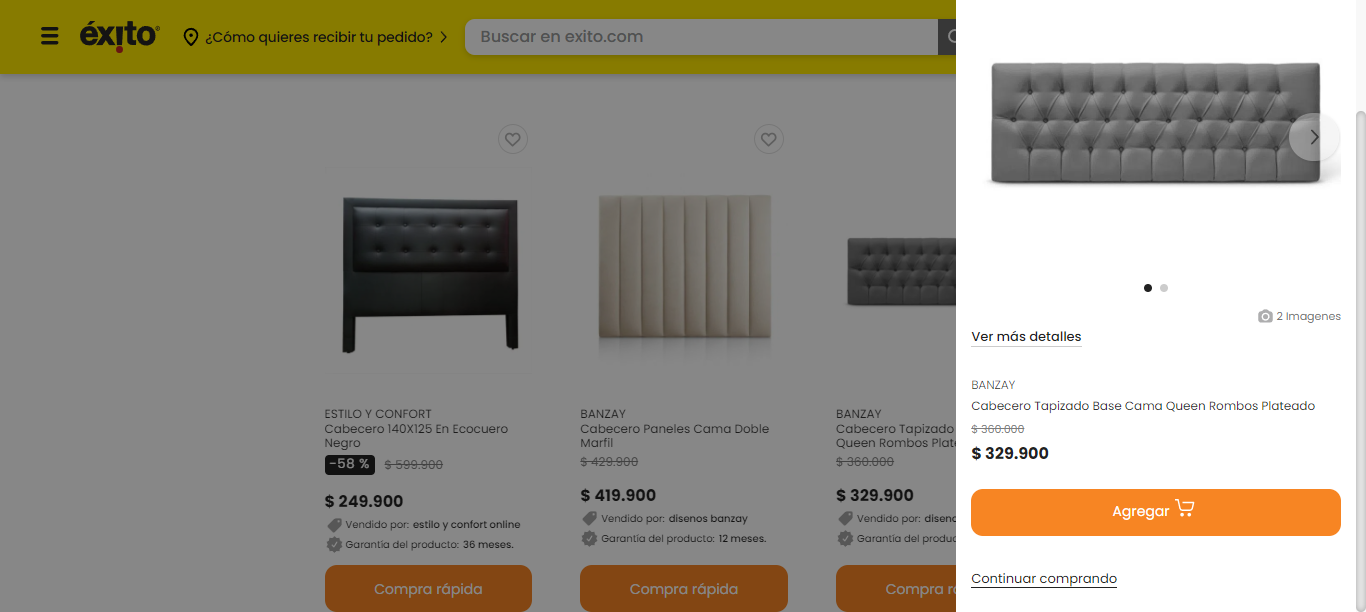 éxito
¿Cómo quieres recibir tu pedido?
Buscar en exito.com
ESTILO Y CONFORT
Cabecero 140X125 En Ecocuero
Negro
-58 % $ 599.900
$ 249.900
Vendido por: estilo y confort online
Garantía del producto: 36 meses.
Compra rápida
BANZAY
Cabecero Paneles Cama Doble
Marfil
$ 429.900
$ 419.900
Vendido por: disenos banzay
Garantía del producto: 12 meses.
Compra rápida
BANZAY
Cabecero Tapizado
Queen Rombos Plate
$ 360.000
$ 329.900
Vendido por: diseno
Garantía del produc
Compra r
2 Imagenes
Ver más detalles
BANZAY
Cabecero Tapizado Base Cama Queen Rombos Plateado
$ 360.000
$ 329.900
Agregar
Continuar comprando